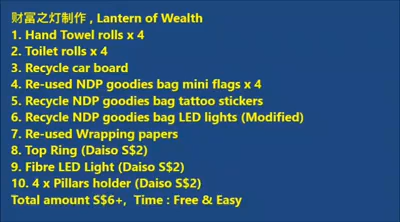 财富之灯制作 , Lantern of Wealth
1. Hand Towel rolls x 4
2. Toilet rolls x 4
3. Recycle car board
4. Re-used NDP goodies bag mini flags x 4
5. Recycle NDP goodies bag tattoo stickers
6. Recycle NDP goodies bag LED lights (Modified)
7. Re-used Wrapping papers
8. Top Ring (Daiso S$2)
9. Fibre LED Light (Daiso S$2)
10. 4 x Pillars holder (Daiso S$2)
Total amount S$6+,  Time : Free & Easy